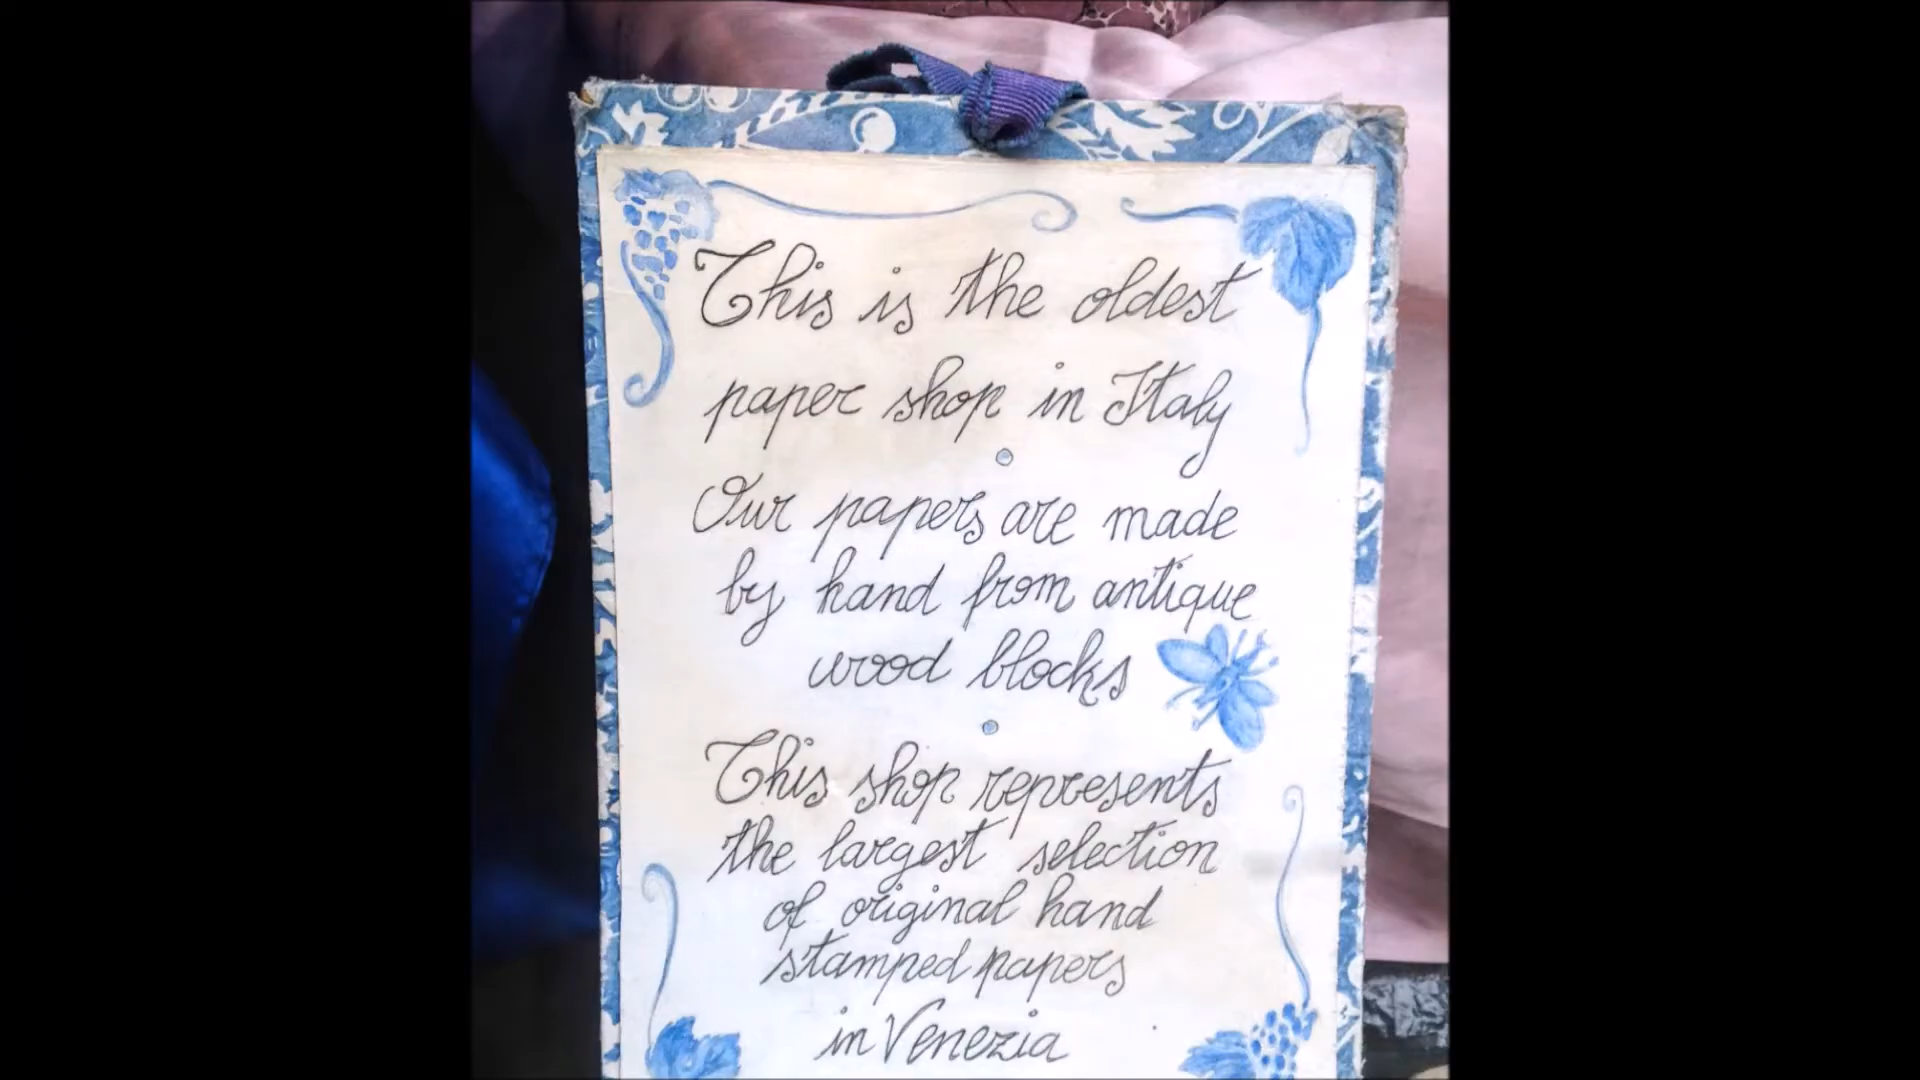 This is the oldest
paper shop in Italy
Our papers are made
by hand from antique
wood blocks
This shop represents
the largest selection
of original hand
stamped papers
in Venezia